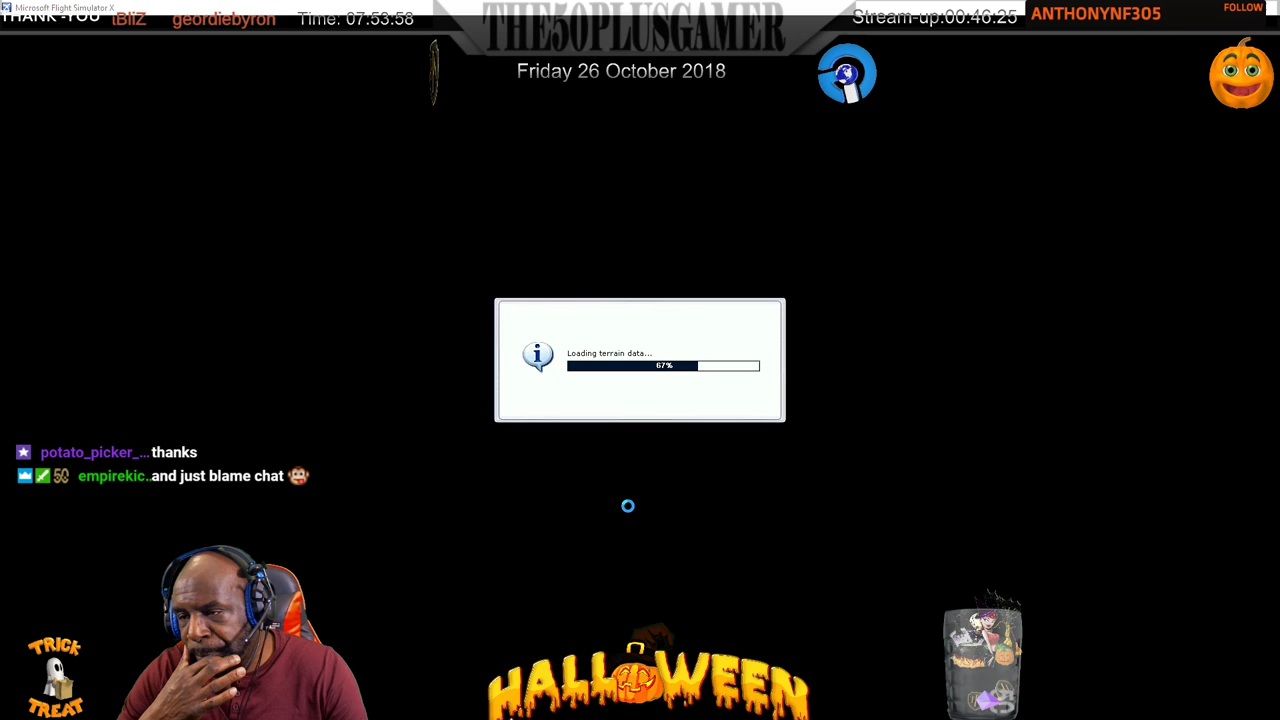 Microsoft Flight Simulator X
THANK -YOU tBliZ geordiebyron Time: 07:53:58 THE50PLUSGAMER Stream-up:00:46:25 ANTHONYNF305 FOLLOW
Friday 26 October 2018
Loading terrain data...
67%
potato_picker_... thanks
empirekic.. and just blame chat
TRICK
TREAT
HALLOWEEN